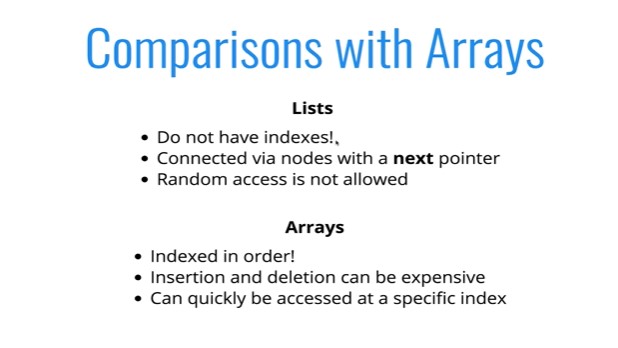 Comparisons with Arrays
Lists
• Do not have indexes!
• Connected via nodes with a next pointer
• Random access is not allowed
Arrays
• Indexed in order!
• Insertion and deletion can be expensive
• Can quickly be accessed at a specific index